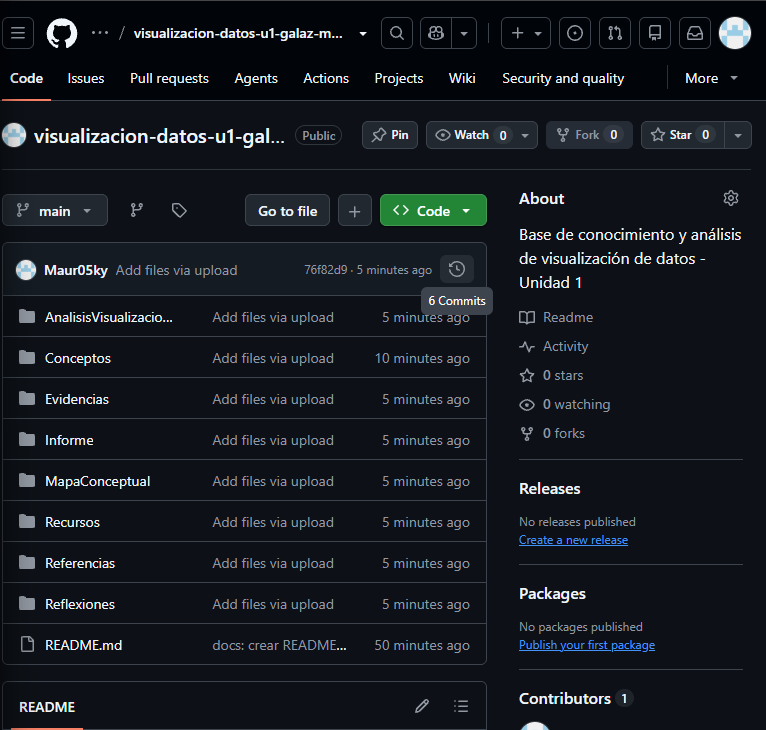 / visualizacion-datos-u1-galaz-m...
Code Issues Pull requests Agents Actions Projects Wiki Security and quality More
visualizacion-datos-u1-gal... Public Pin Watch 0 Fork 0 Star 0
main Go to file Code
Maur05ky Add files via upload 76f82d9 · 5 minutes ago
6 Commits
AnalisisVisualizacio... Add files via upload 5 minutes ago
Conceptos Add files via upload 10 minutes ago
Evidencias Add files via upload 5 minutes ago
Informe Add files via upload 5 minutes ago
MapaConceptual Add files via upload 5 minutes ago
Recursos Add files via upload 5 minutes ago
Referencias Add files via upload 5 minutes ago
Reflexiones Add files via upload 5 minutes ago
README.md docs: crear README... 50 minutes ago
README
About
Base de conocimiento y análisis
de visualización de datos -
Unidad 1
Readme
Activity
0 stars
0 watching
0 forks
Releases
No releases published
Create a new release
Packages
No packages published
Publish your first package
Contributors 1